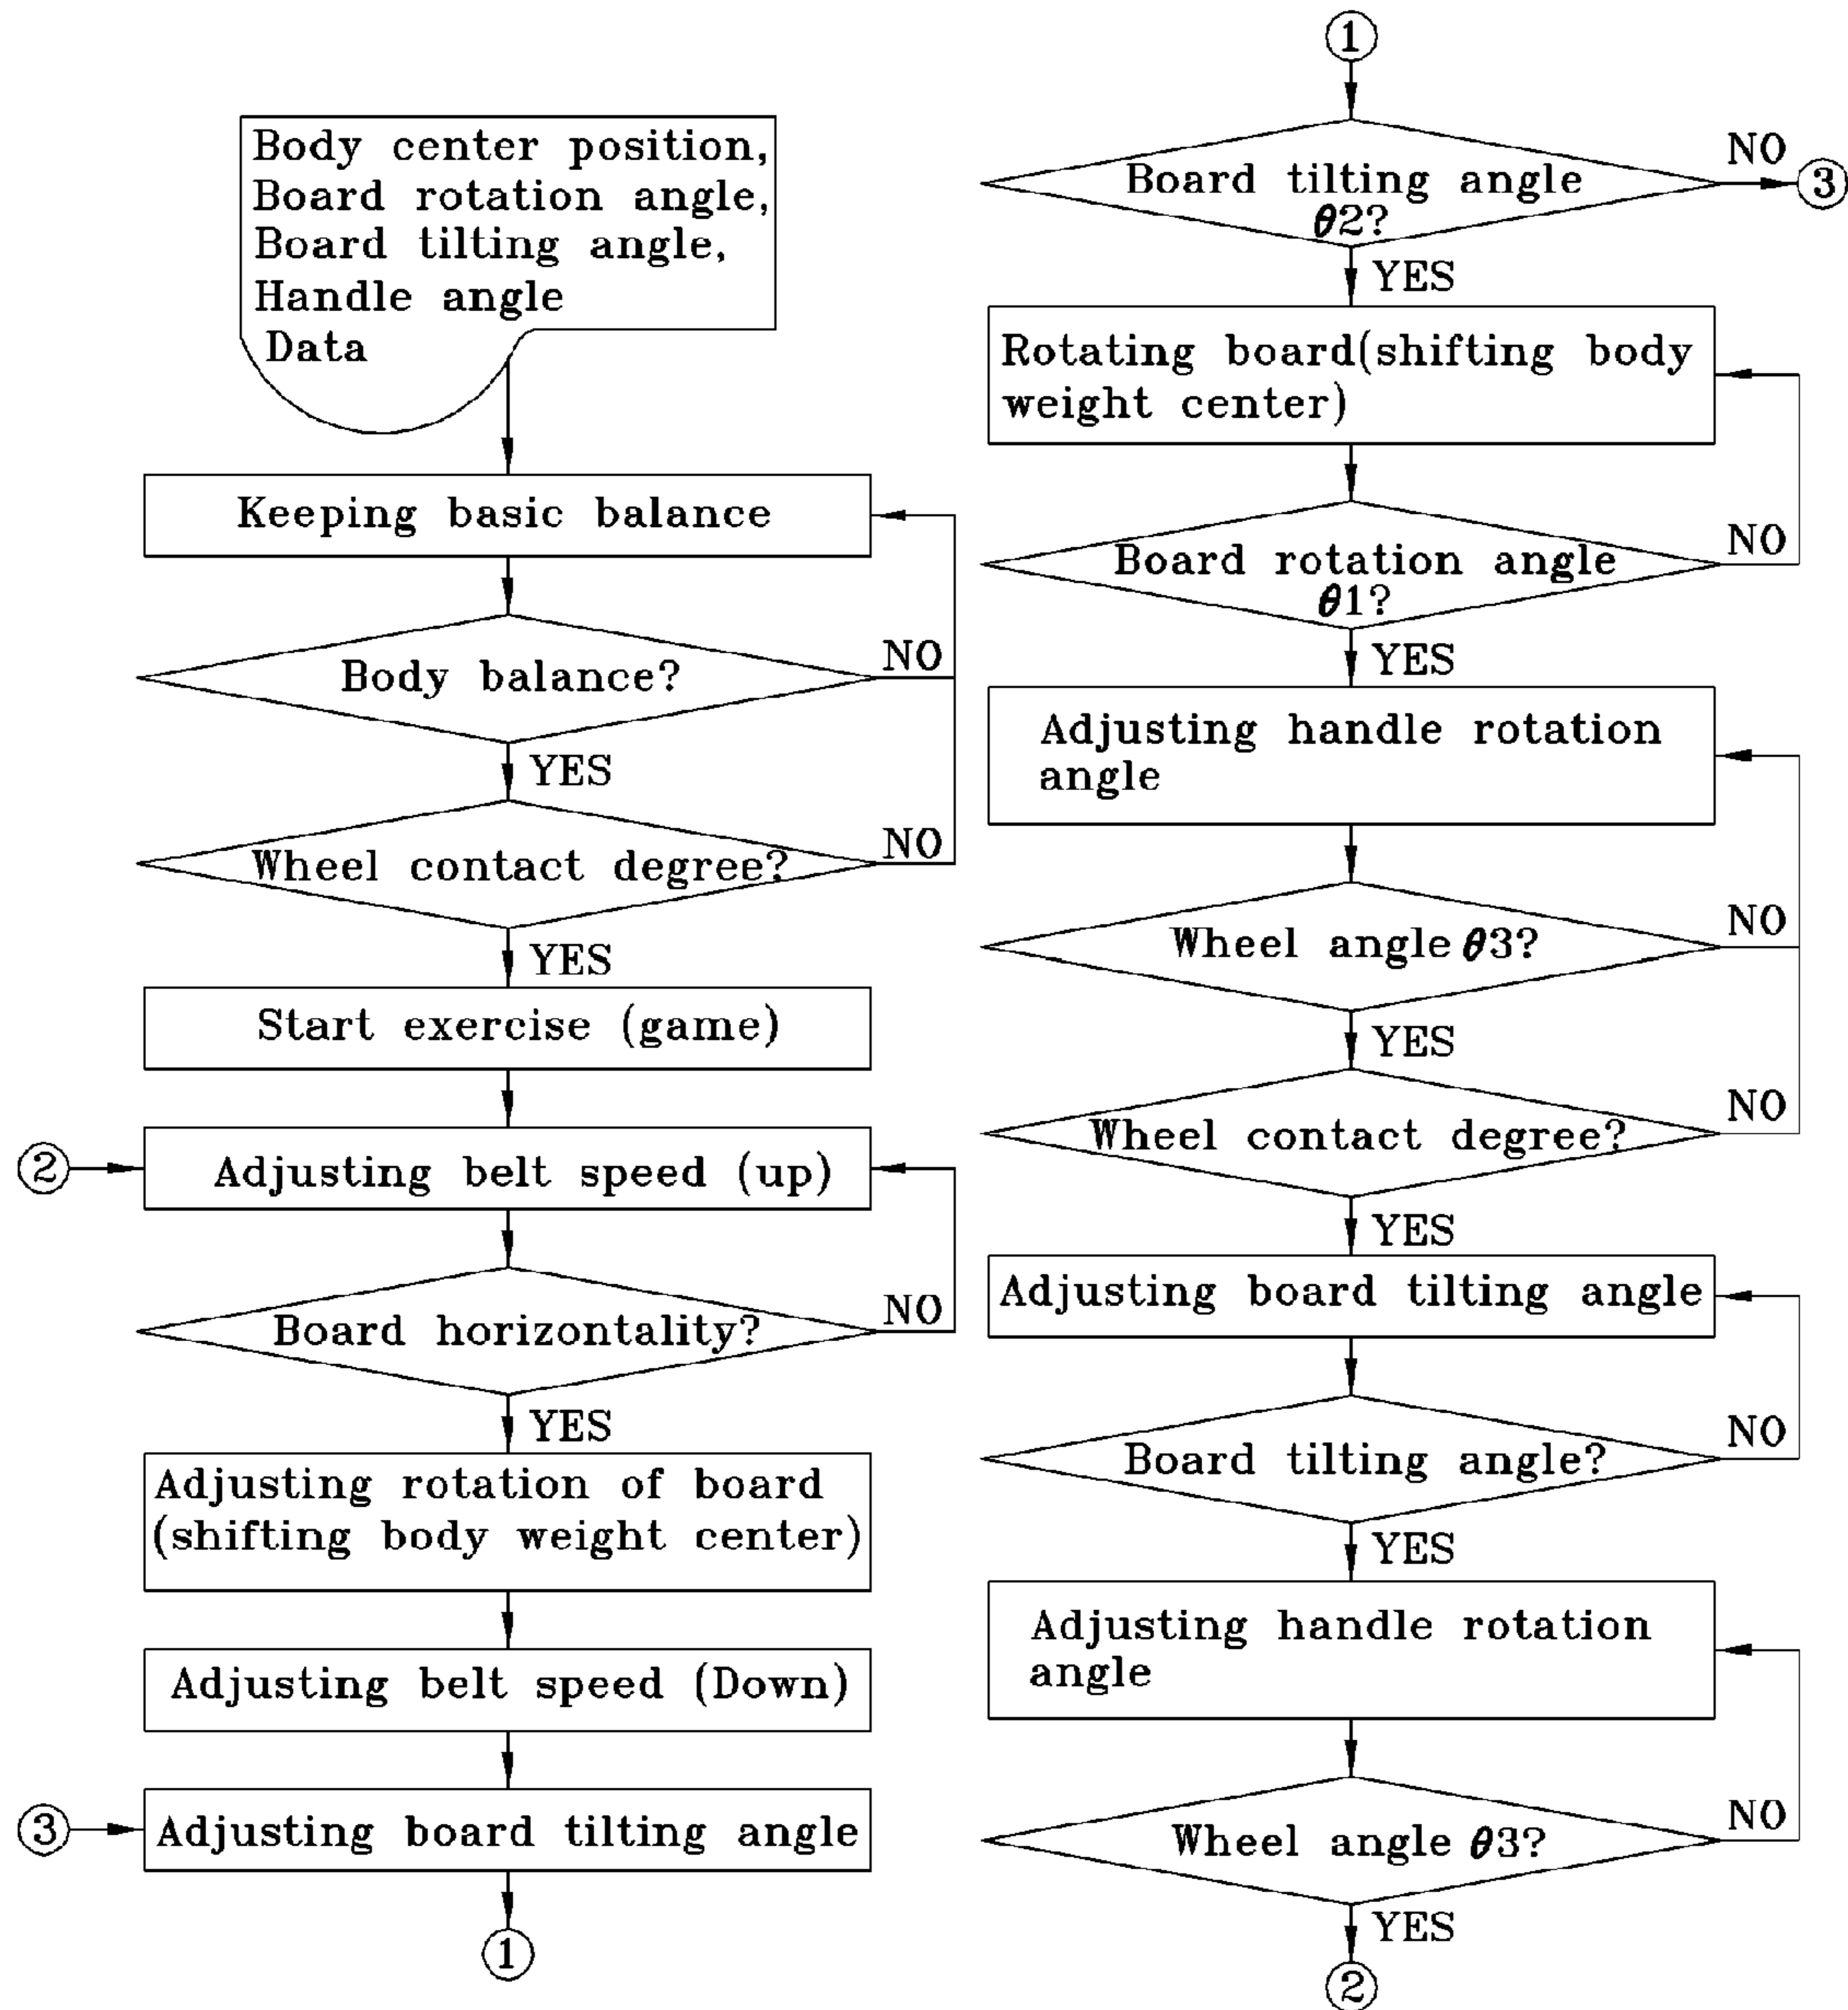 Body center position,
Board rotation angle,
Board tilting angle,
Handle angle
Data
Keeping basic balance
Body balance?
NO
YES
Wheel contact degree?
NO
YES
Start exercise (game)
2
Adjusting belt speed (up)
Board horizontality?
NO
YES
Adjusting rotation of board
(shifting body weight center)
Adjusting belt speed (Down)
3
Adjusting board tilting angle
1
1
Board tilting angle
θ2?
NO
3
YES
Rotating board(shifting body
weight center)
Board rotation angle
θ1?
NO
YES
Adjusting handle rotation
angle
Wheel angle θ3?
NO
YES
Wheel contact degree?
NO
YES
Adjusting board tilting angle
Board tilting angle?
NO
YES
Adjusting handle rotation
angle
Wheel angle θ3?
NO
YES
2